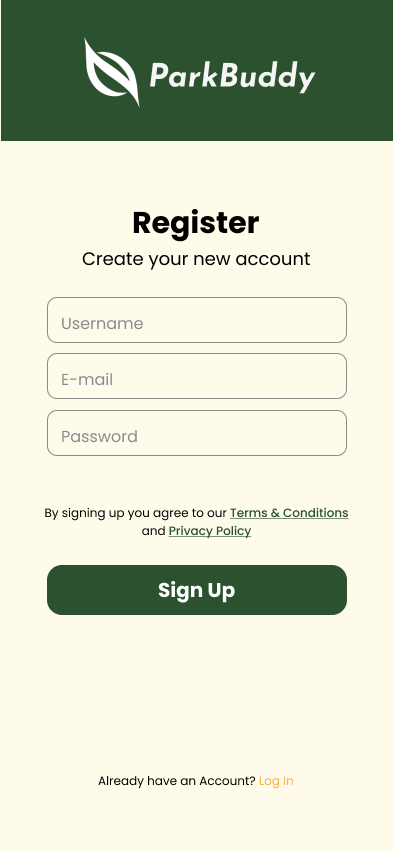 ParkBuddy
Register
Create your new account
Username
E-mail
Password
By signing up you agree to our Terms & Conditions
and Privacy Policy
Sign Up
Already have an Account? Log In